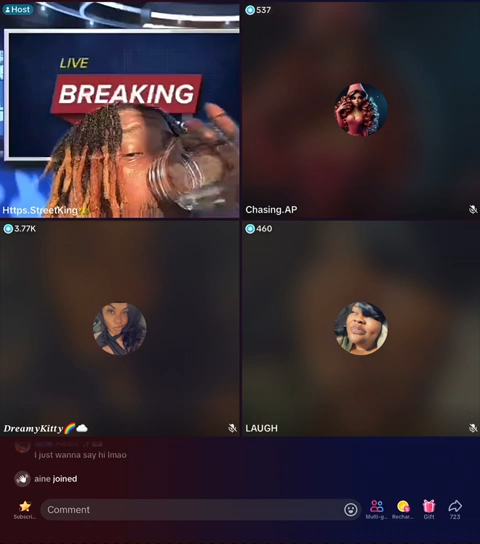 Host
LIVE
BREAKING
Https.StreetKing
537
Chasing.AP
3.77K
DreamyKitty🌈☁️
460
LAUGH
I just wanna say hi lmao
aine joined
Subscri...
Comment
Multi-g...
Rechar...
Gift
723